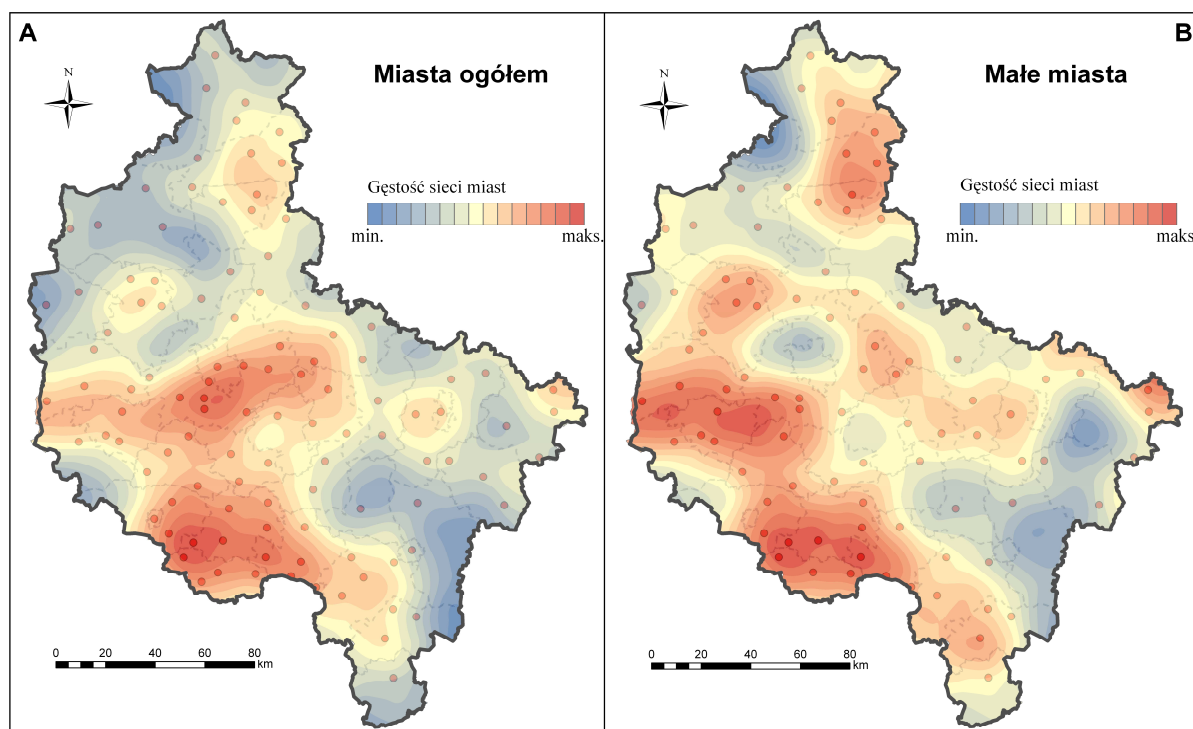 A
N
Miasta ogółem
Gęstość sieci miast
min.
maks.
0 20 40 60 80
km
B
N
Małe miasta
Gęstość sieci miast
min.
maks.
0 20 40 60 80
km